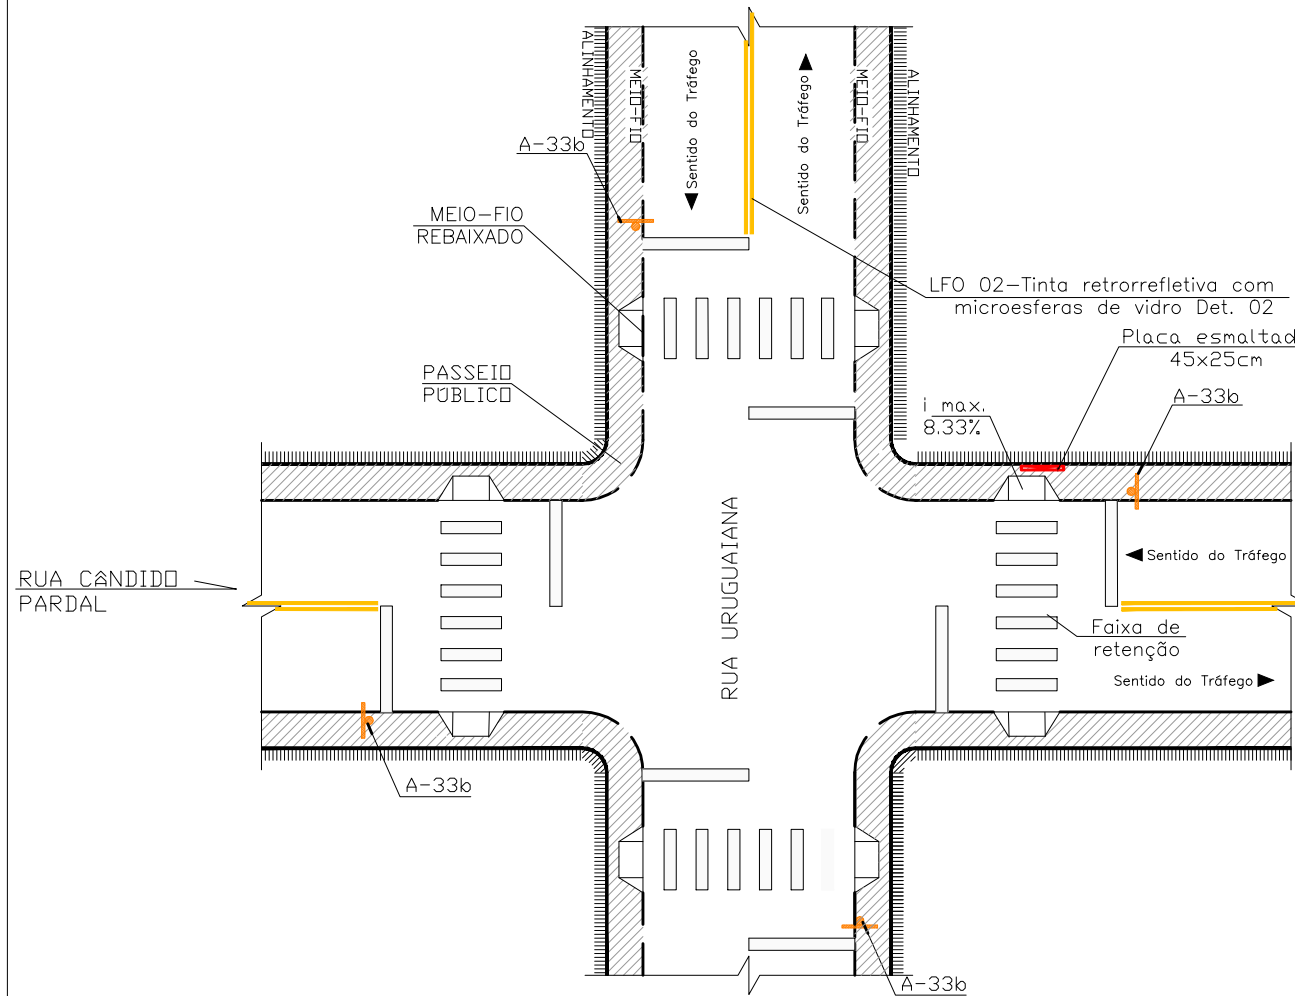 ALINHAMENTO
MEIO-FIO
Sentido do Tráfego
Sentido do Tráfego
MEIO-FIO
ALINHAMENTO
A-33b
MEIO-FIO
REBAIXADO
LFO 02-Tinta retrorrefletiva com
microesferas de vidro Det. 02
Placa esmaltad
45x25cm
PASSEIO
PÚBLICO
i max.
8.33%
A-33b
RUA URUGUAIANA
Sentido do Tráfego
RUA CÂNDIDO
PARDAL
Faixa de
retenção
Sentido do Tráfego
A-33b
A-33b